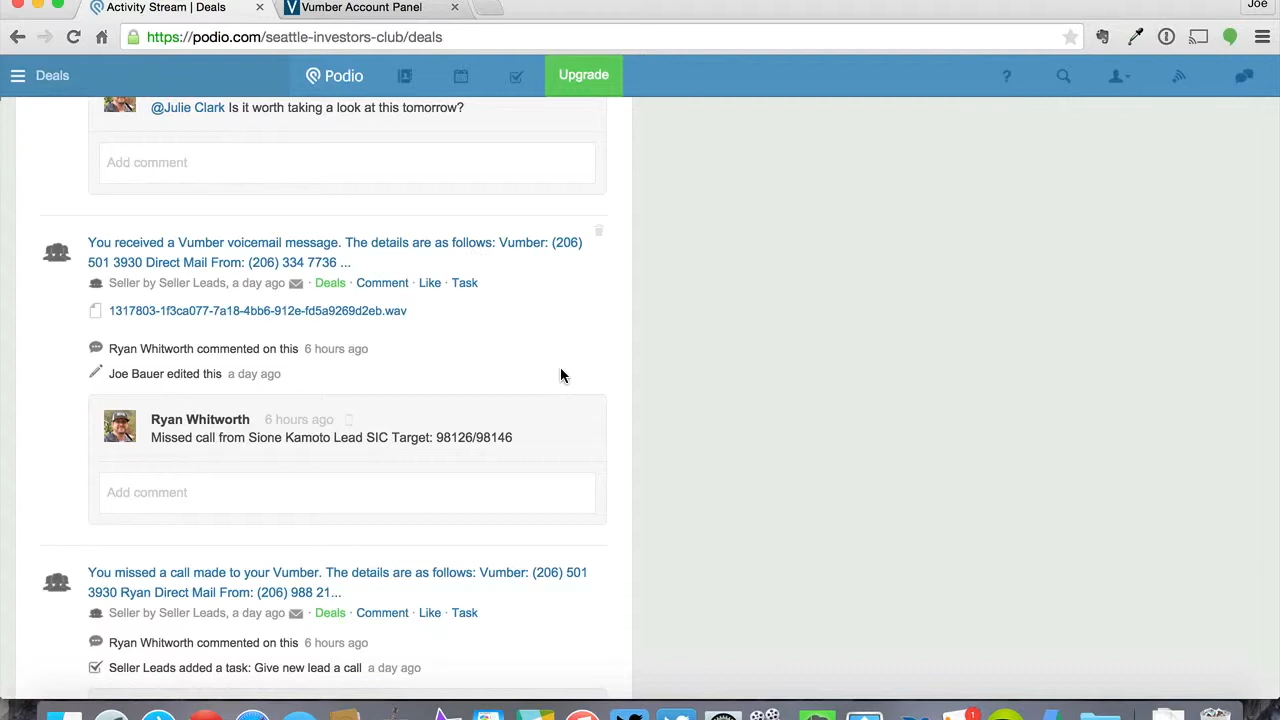 Activity Stream | Deals ×
Vumber Account Panel ×
Joe
https://podio.com/seattle-investors-club/deals
Deals
Podio
Upgrade
?
@Julie Clark Is it worth taking a look at this tomorrow?
Add comment
You received a Vumber voicemail message. The details are as follows: Vumber: (206)
501 3930 Direct Mail From: (206) 334 7736 ...
Seller by Seller Leads, a day ago · Deals · Comment · Like · Task
1317803-1f3ca077-7a18-4bb6-912e-fd5a9269d2eb.wav
Ryan Whitworth commented on this 6 hours ago
Joe Bauer edited this a day ago
Ryan Whitworth 6 hours ago
Missed call from Sione Kamoto Lead SIC Target: 98126/98146
Add comment
You missed a call made to your Vumber. The details are as follows: Vumber: (206) 501
3930 Ryan Direct Mail From: (206) 988 21...
Seller by Seller Leads, a day ago · Deals · Comment · Like · Task
Ryan Whitworth commented on this 6 hours ago
Seller Leads added a task: Give new lead a call a day ago
1